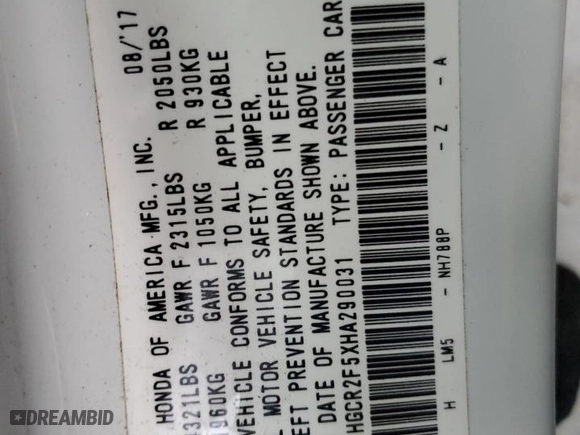 HONDA OF AMERICA MFG., INC. 08/'17
4321LBS GAWR F 2315LBS R 2050LBS
960KG GAWR F 1050KG R 930KG
VEHICLE CONFORMS TO ALL APPLICABLE
MOTOR VEHICLE SAFETY, BUMPER,
EFT PREVENTION STANDARDS IN EFFECT
DATE OF MANUFACTURE SHOWN ABOVE.
HGCR2F5XHA290031 TYPE: PASSENGER CAR
H LM5 - NH788P - Z - A
DREAMBID